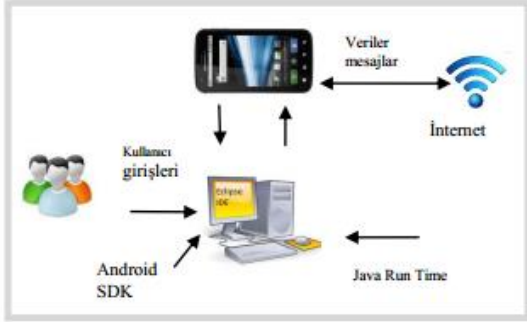 Veriler
mesajlar
İnternet
Kullanıcı
girişleri
Eclipse
IDE
Android
SDK
Java Run Time